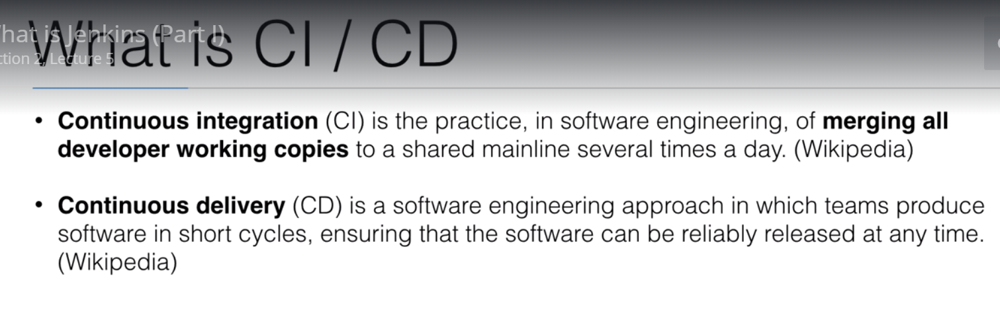 What is CI / CD
hat is Jenkins (Part I)
ction 2, Lecture 5
• Continuous integration (CI) is the practice, in software engineering, of merging all
developer working copies to a shared mainline several times a day. (Wikipedia)
• Continuous delivery (CD) is a software engineering approach in which teams produce
software in short cycles, ensuring that the software can be reliably released at any time.
(Wikipedia)